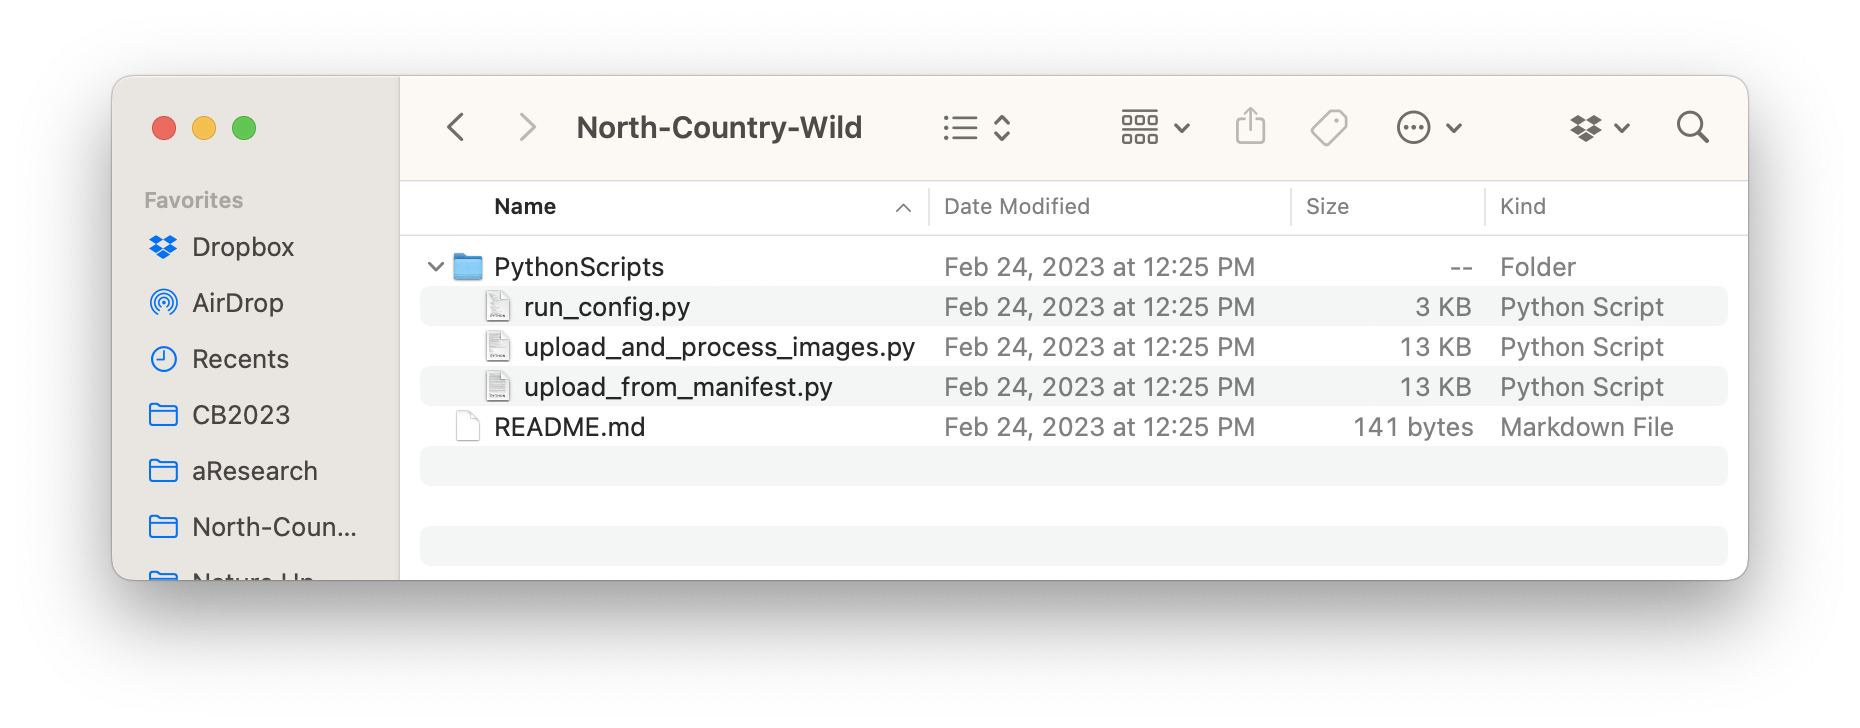 North-Country-Wild
Favorites
Dropbox
AirDrop
Recents
CB2023
aResearch
North-Coun...
Name Date Modified Size Kind
PythonScripts Feb 24, 2023 at 12:25 PM -- Folder
run_config.py Feb 24, 2023 at 12:25 PM 3 KB Python Script
upload_and_process_images.py Feb 24, 2023 at 12:25 PM 13 KB Python Script
upload_from_manifest.py Feb 24, 2023 at 12:25 PM 13 KB Python Script
README.md Feb 24, 2023 at 12:25 PM 141 bytes Markdown File